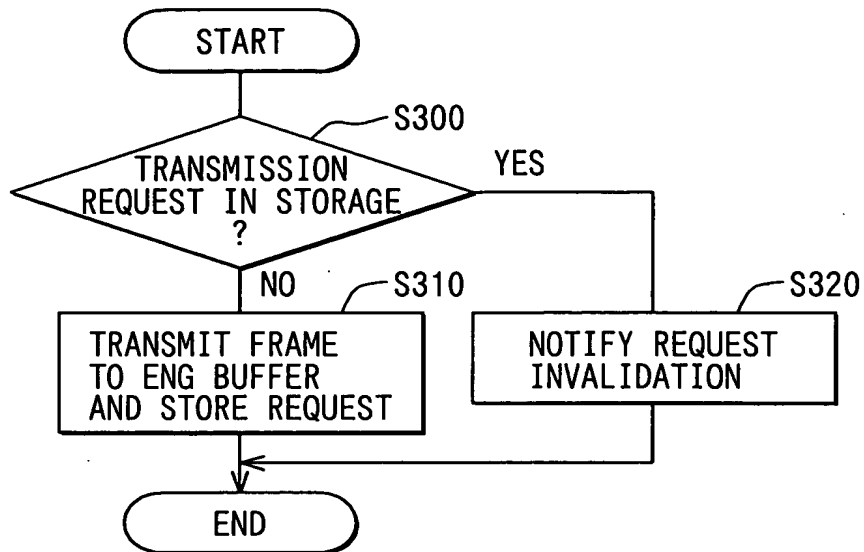 START
S300
TRANSMISSION
REQUEST IN STORAGE
?
YES
NO
S310
S320
TRANSMIT FRAME
TO ENG BUFFER
AND STORE REQUEST
NOTIFY REQUEST
INVALIDATION
END